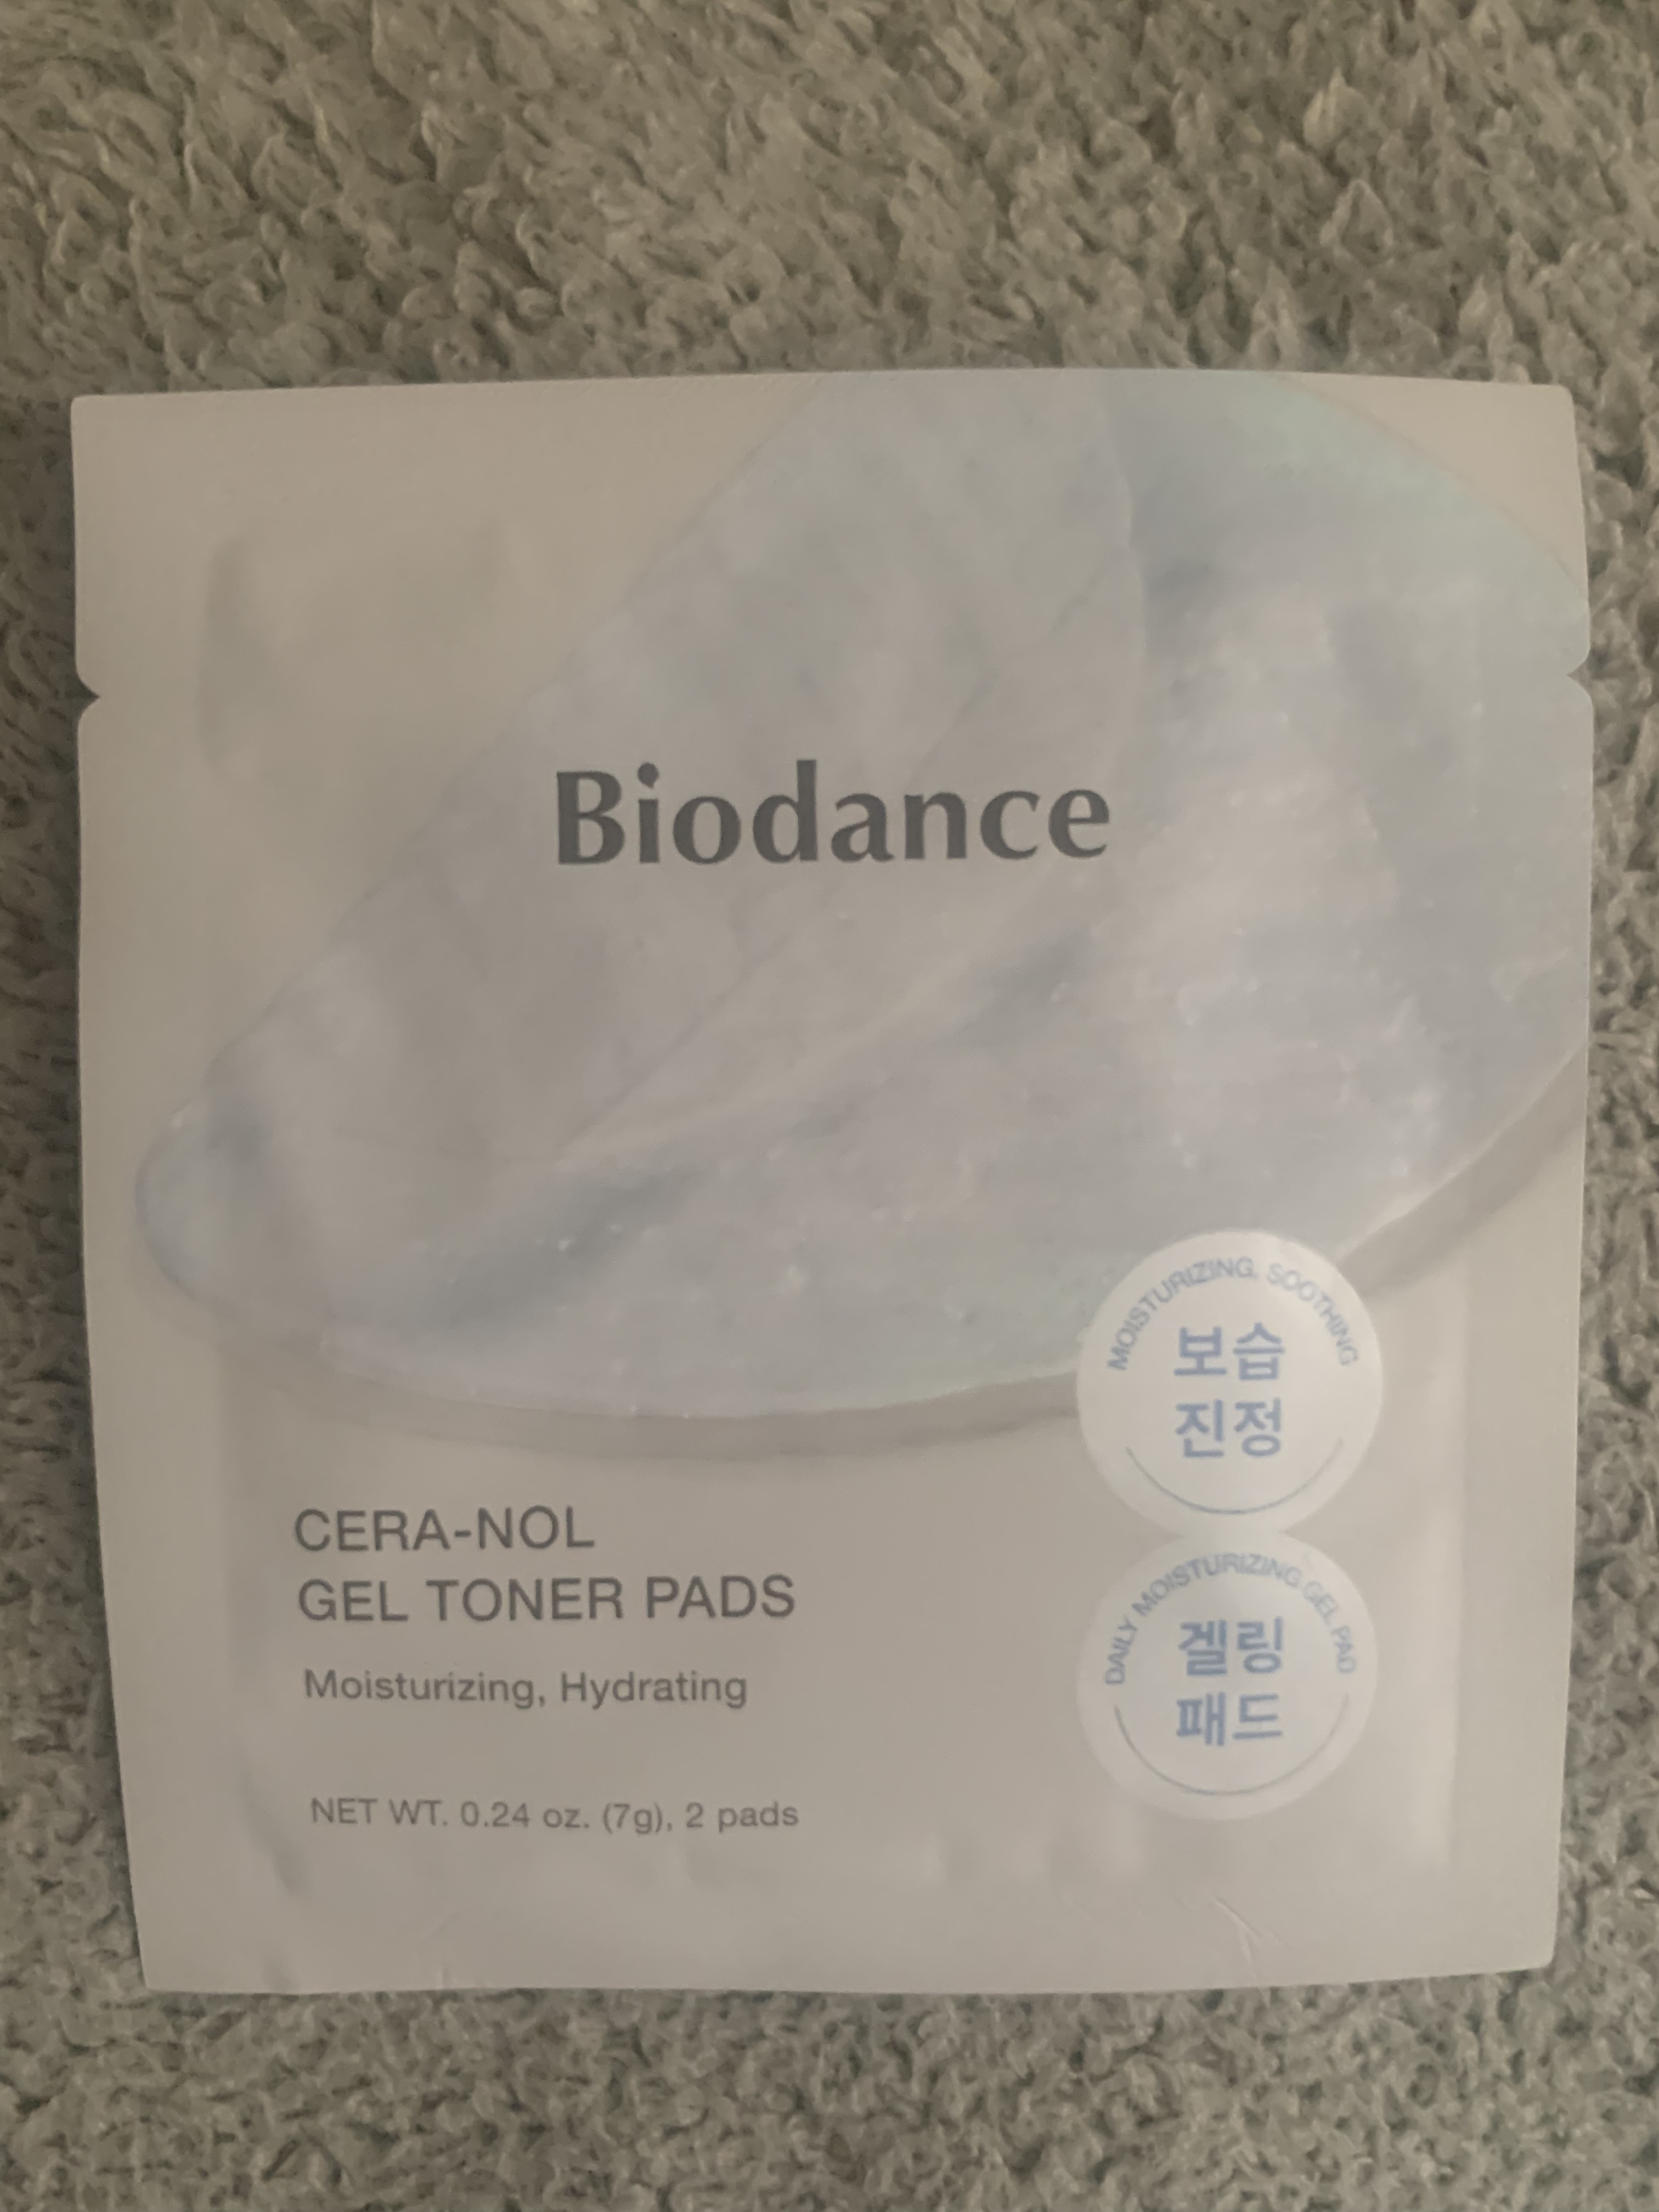 Biodance
MOISTURIZING, SOOTHING
보습
진정
CERA-NOL
GEL TONER PADS
Moisturizing, Hydrating
DAILY MOISTURIZING GEL PAD
겔링
패드
NET WT. 0.24 oz. (7g), 2 pads